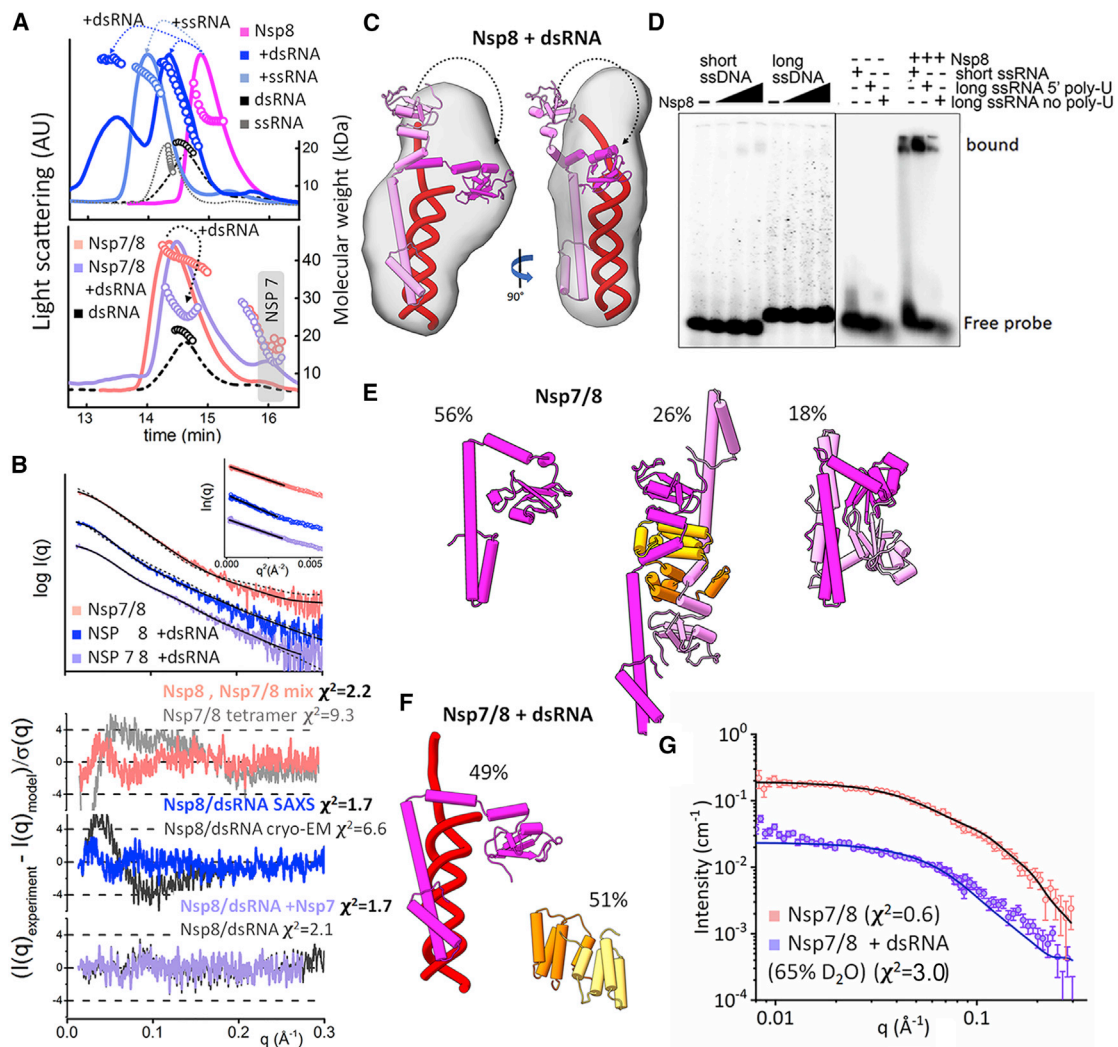 A
+dsRNA +ssRNA
Nsp8
+dsRNA
+ssRNA
dsRNA
ssRNA
20
10
Light scattering (AU)
Molecular weight (kDa)
Nsp7/8
Nsp7/8
+dsRNA
dsRNA
+dsRNA
NSP 7
40
30
20
10
13 14 15 16
time (min)
B
log I(q)
ln(q)
0 0.005
q²(Å⁻²)
Nsp7/8
NSP 8 +dsRNA
NSP 7 8 +dsRNA
(I(q)experiment - I(q)model)/σ(q)
Nsp8 , Nsp7/8 mix χ²=2.2
Nsp7/8 tetramer χ²=9.3
4
0
-4
Nsp8/dsRNA SAXS χ²=1.7
Nsp8/dsRNA cryo-EM χ²=6.6
4
0
-4
Nsp8/dsRNA +Nsp7 χ²=1.7
Nsp8/dsRNA χ²=2.1
4
0
-4
0.0 0.1 0.2 0.3
q (Å⁻¹)
C
Nsp8 + dsRNA
90°
D
short
ssDNA
long
ssDNA
Nsp8 – –
– – – – +++ Nsp8
+ – – – + – – short ssRNA
– + – – + – long ssRNA 5' poly-U
– – + – – + long ssRNA no poly-U
bound
Free probe
E
Nsp7/8
56% 26% 18%
F
Nsp7/8 + dsRNA
49%
51%
G
Intensity (cm⁻¹)
10⁰
10⁻¹
10⁻²
10⁻³
10⁻⁴
Nsp7/8 (χ²=0.6)
Nsp7/8 + dsRNA
(65% D₂O) (χ²=3.0)
0.01 0.1
q (Å⁻¹)